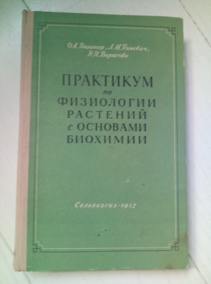 ПРАКТИКУМ
по
ФИЗИОЛОГИИ
РАСТЕНИЙ
с ОСНОВАМИ
БИОХИМИИ
Сельхозгиз-1957